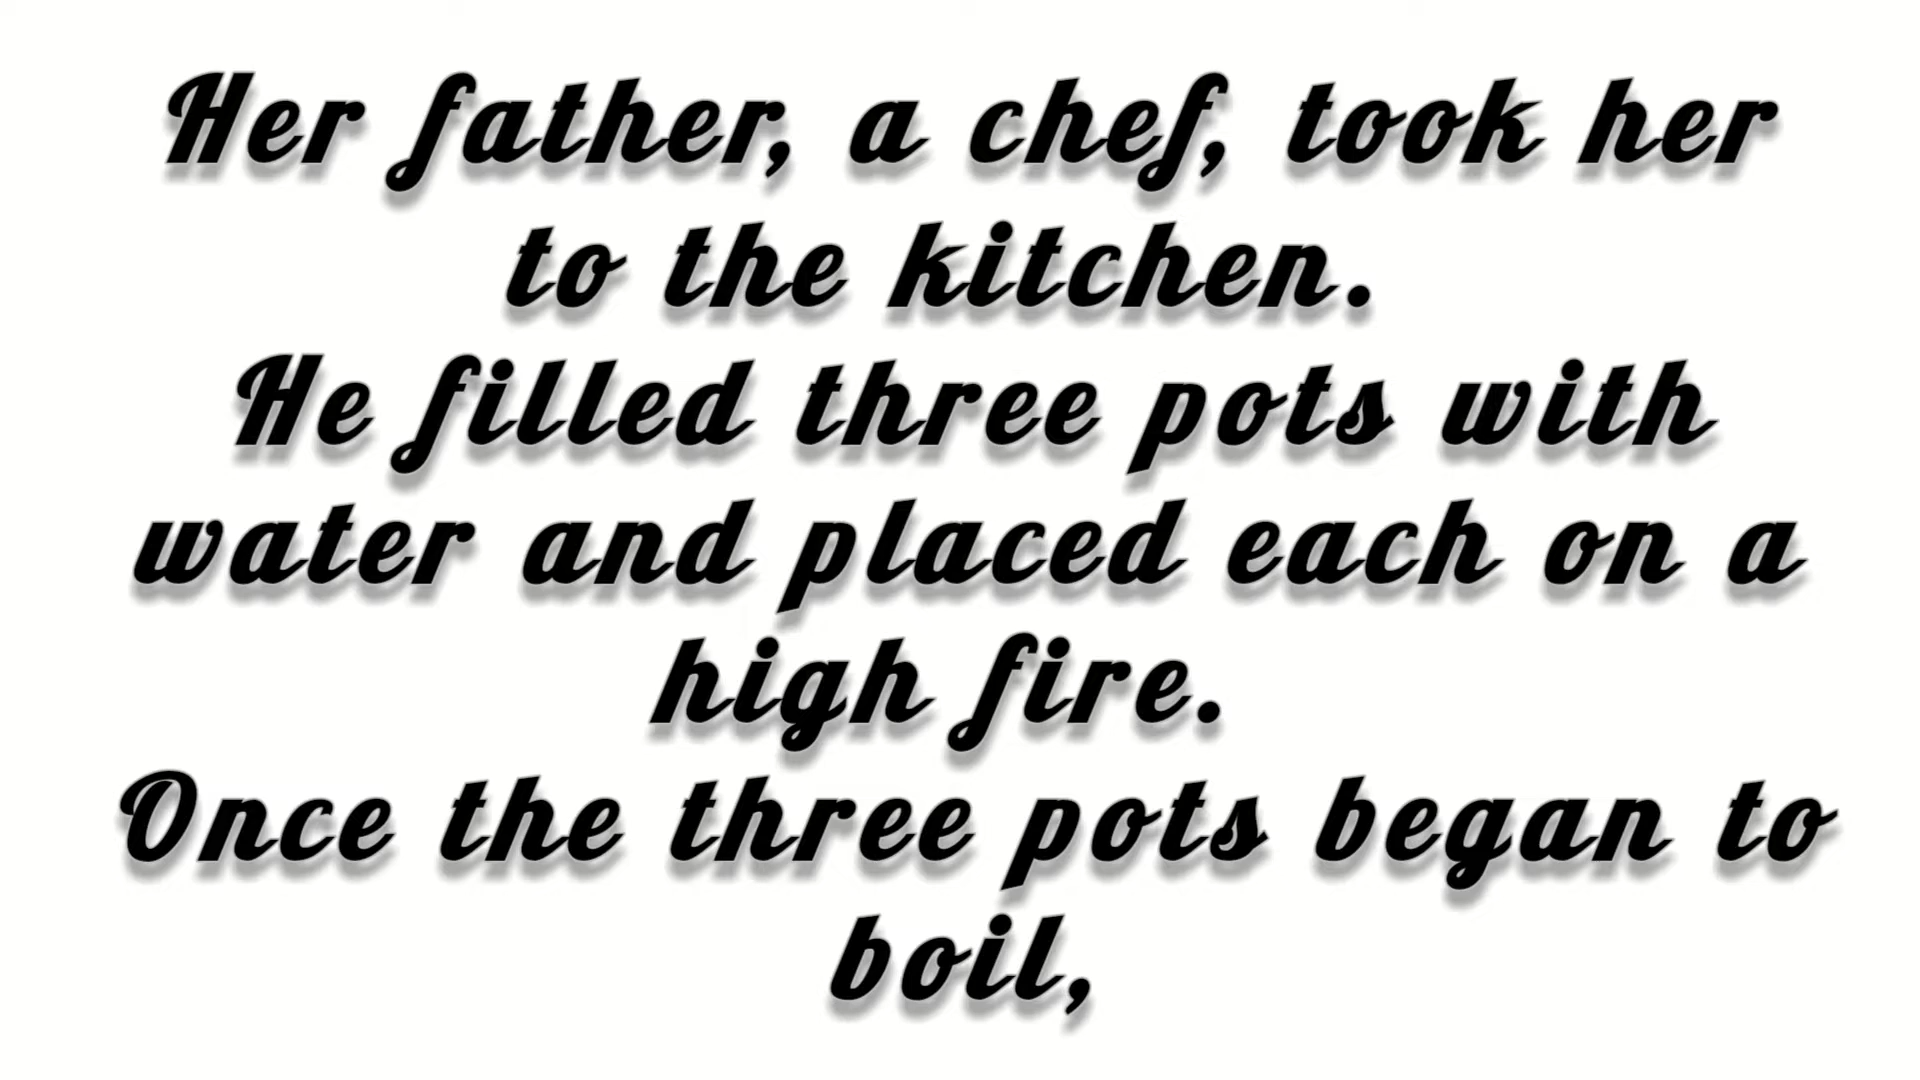 Her father, a chef, took her
to the kitchen.
He filled three pots with
water and placed each on a
high fire.
Once the three pots began to
boil,